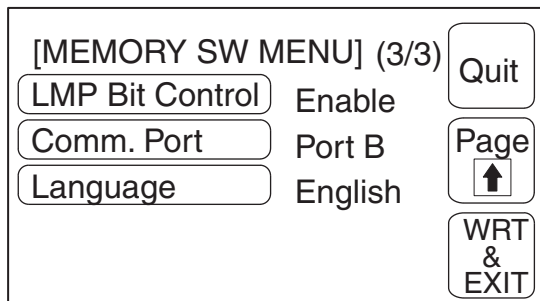 [MEMORY SW MENU] (3/3)
Quit
LMP Bit Control Enable
Comm. Port Port B
Page
Language English
WRT
&
EXIT